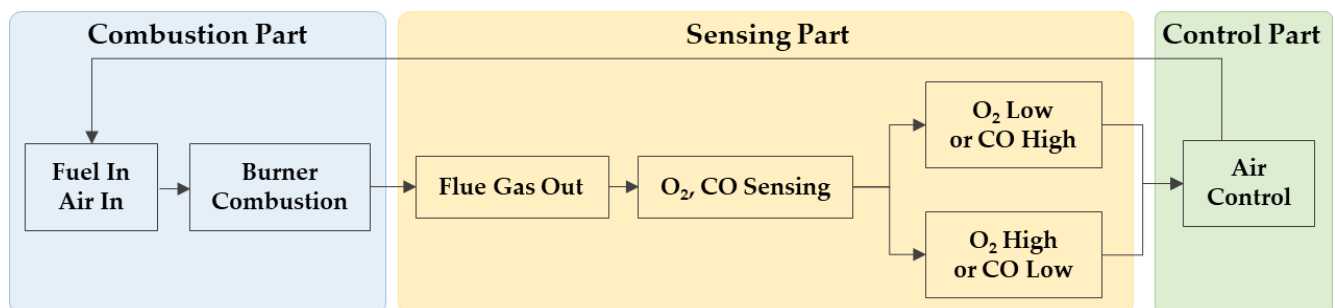 Combustion Part
Sensing Part
Control Part
Fuel In
Air In
Burner
Combustion
Flue Gas Out
O₂, CO Sensing
O₂ Low
or CO High
O₂ High
or CO Low
Air
Control